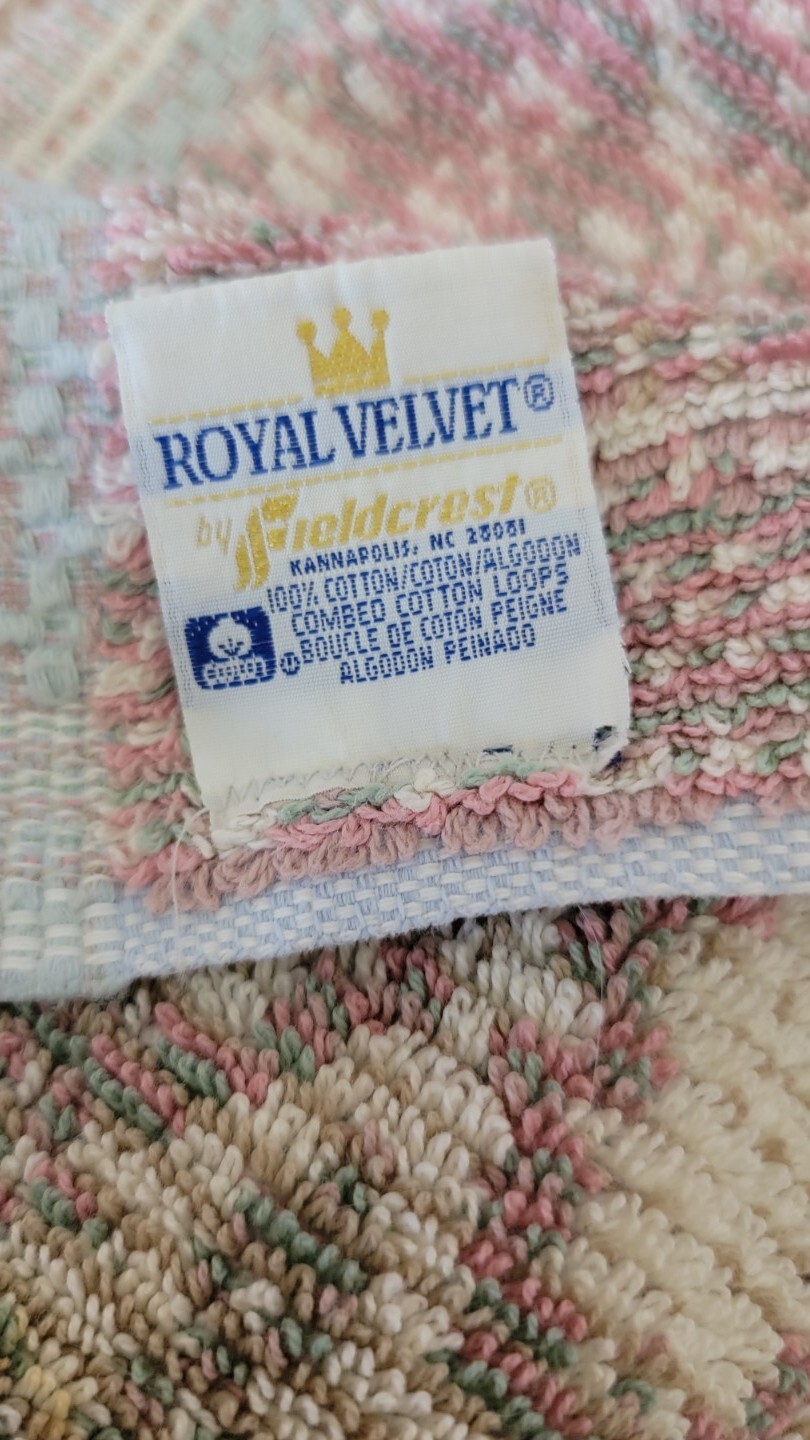 ROYAL VELVET®
by Fieldcrest®
KANNAPOLIS, NC 28081
100% COTTON/COTON/ALGODON
COMBED COTTON LOOPS
BOUCLE DE COTON PEIGNE
ALGODON PEINADO